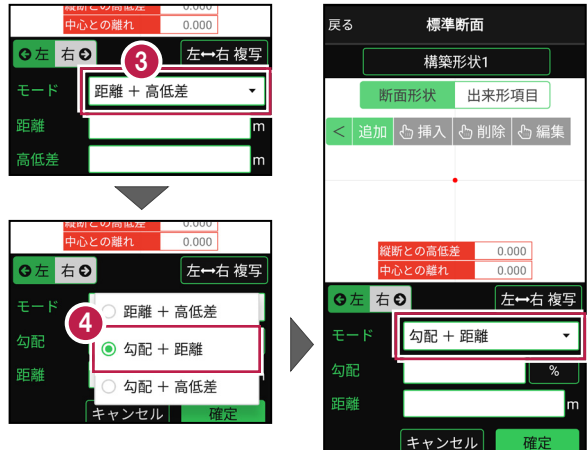 縦断との高低差 0.000
中心との離れ 0.000
左 右 左↔右 複写
3
モード 距離 + 高低差
距離 m
高低差 m
縦断との高低差 0.000
中心との離れ 0.000
左 右 左↔右 複写
モード 距離 + 高低差
4
勾配 勾配 + 距離
距離
勾配 + 高低差
キャンセル 確定
戻る 標準断面
構築形状1
断面形状 出来形項目
< 追加 挿入 削除 編集
縦断との高低差 0.000
中心との離れ 0.000
左 右 左↔右 複写
モード 勾配 + 距離
勾配 %
距離 m
キャンセル 確定